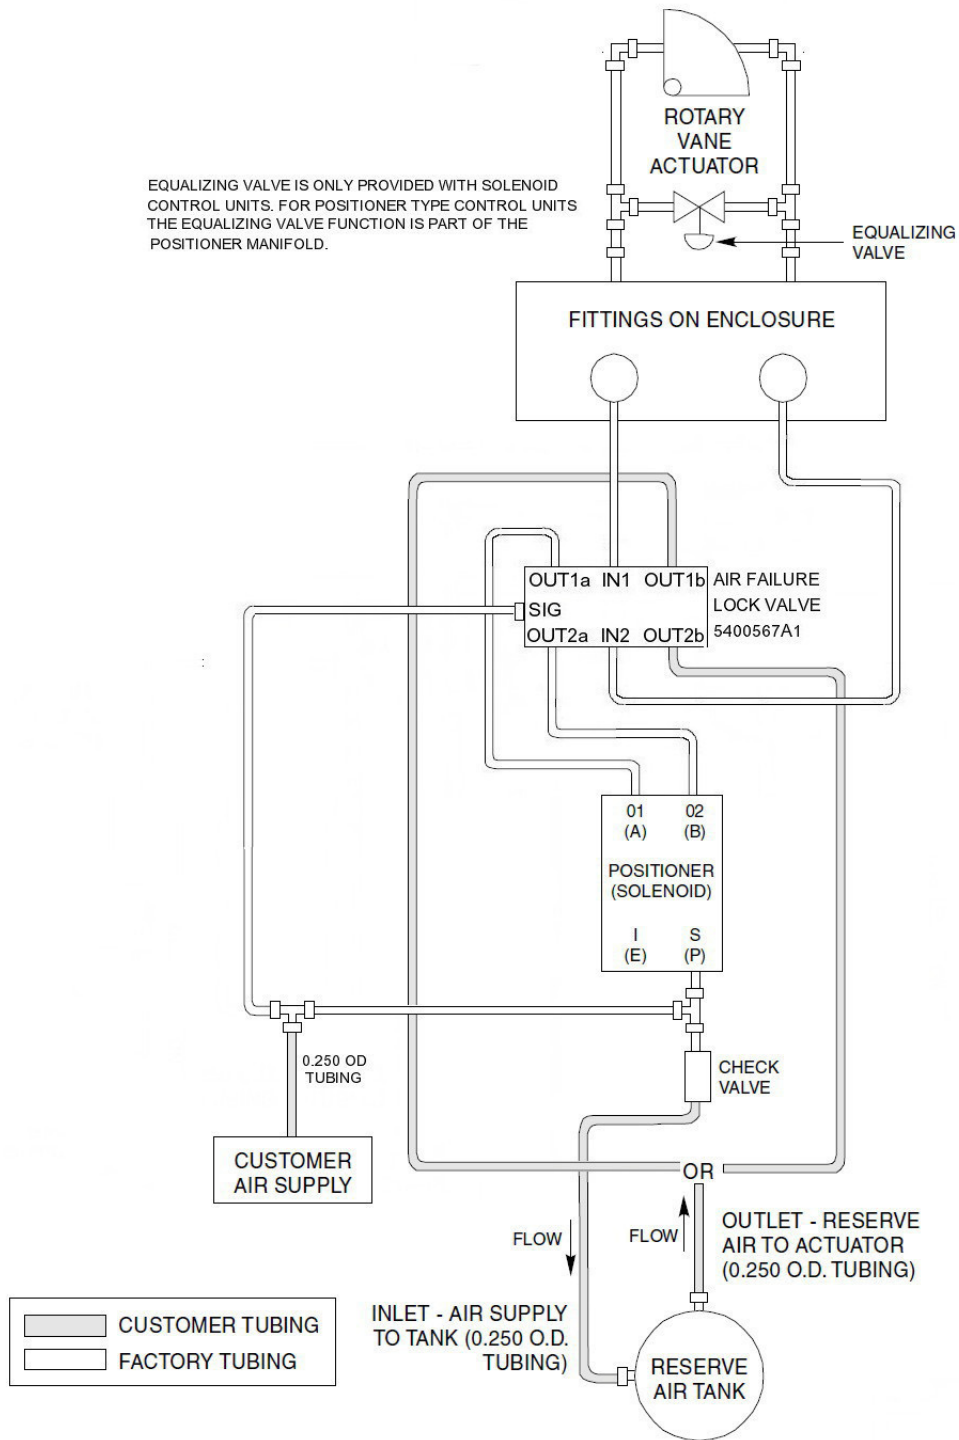 ROTARY
VANE
ACTUATOR
EQUALIZING VALVE IS ONLY PROVIDED WITH SOLENOID
CONTROL UNITS. FOR POSITIONER TYPE CONTROL UNITS
THE EQUALIZING VALVE FUNCTION IS PART OF THE
POSITIONER MANIFOLD.
EQUALIZING
VALVE
FITTINGS ON ENCLOSURE
OUT1a IN1 OUT1b
SIG
OUT2a IN2 OUT2b
AIR FAILURE
LOCK VALVE
5400567A1
01 02
(A) (B)
POSITIONER
(SOLENOID)
I S
(E) (P)
0.250 OD
TUBING
CHECK
VALVE
CUSTOMER
AIR SUPPLY
OR
FLOW
FLOW
OUTLET - RESERVE
AIR TO ACTUATOR
(0.250 O.D. TUBING)
INLET - AIR SUPPLY
TO TANK (0.250 O.D.
TUBING)
CUSTOMER TUBING
FACTORY TUBING
RESERVE
AIR TANK